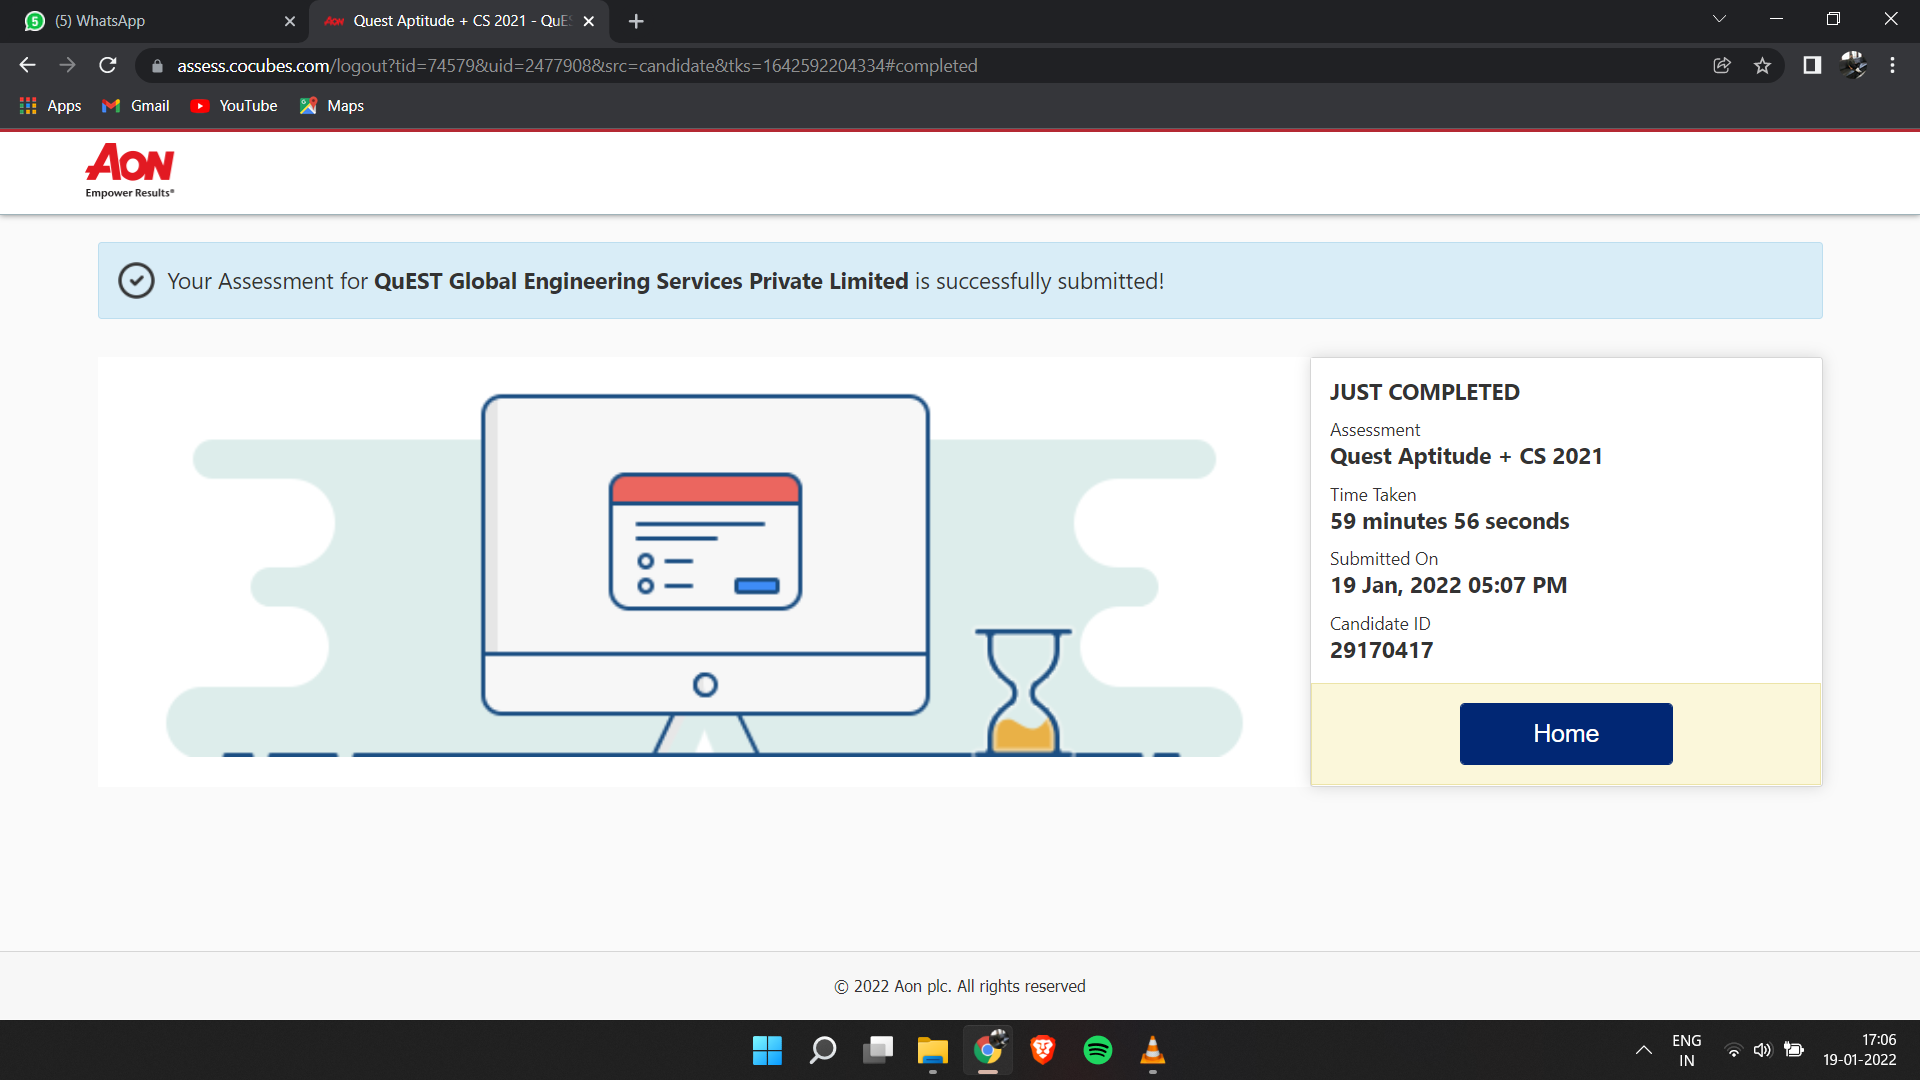 (5) WhatsApp
Aon Quest Aptitude + CS 2021 - QuES
assess.cocubes.com/logout?tid=74579&uid=2477908&src=candidate&tks=1642592204334#completed
Apps Gmail YouTube Maps
AON
Empower Results®
Your Assessment for QuEST Global Engineering Services Private Limited is successfully submitted!
JUST COMPLETED
Assessment
Quest Aptitude + CS 2021
Time Taken
59 minutes 56 seconds
Submitted On
19 Jan, 2022 05:07 PM
Candidate ID
29170417
Home
© 2022 Aon plc. All rights reserved
ENG
IN
17:06
19-01-2022